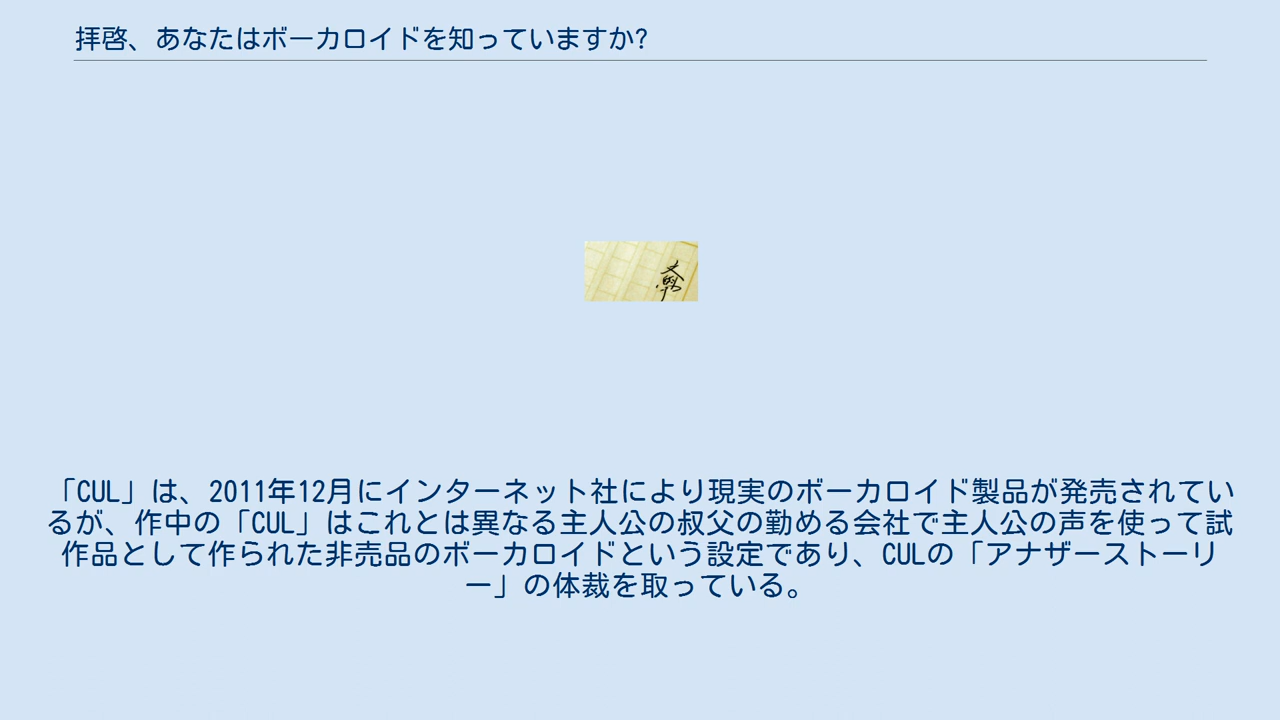 拝啓、あなたはボーカロイドを知っていますか?
「CUL」は、2011年12月にインターネット社により現実のボーカロイド製品が発売されてい
るが、作中の「CUL」はこれとは異なる主人公の叔父の勤める会社で主人公の声を使って試
作品として作られた非売品のボーカロイドという設定であり、CULの「アナザーストーリ
ー」の体裁を取っている。